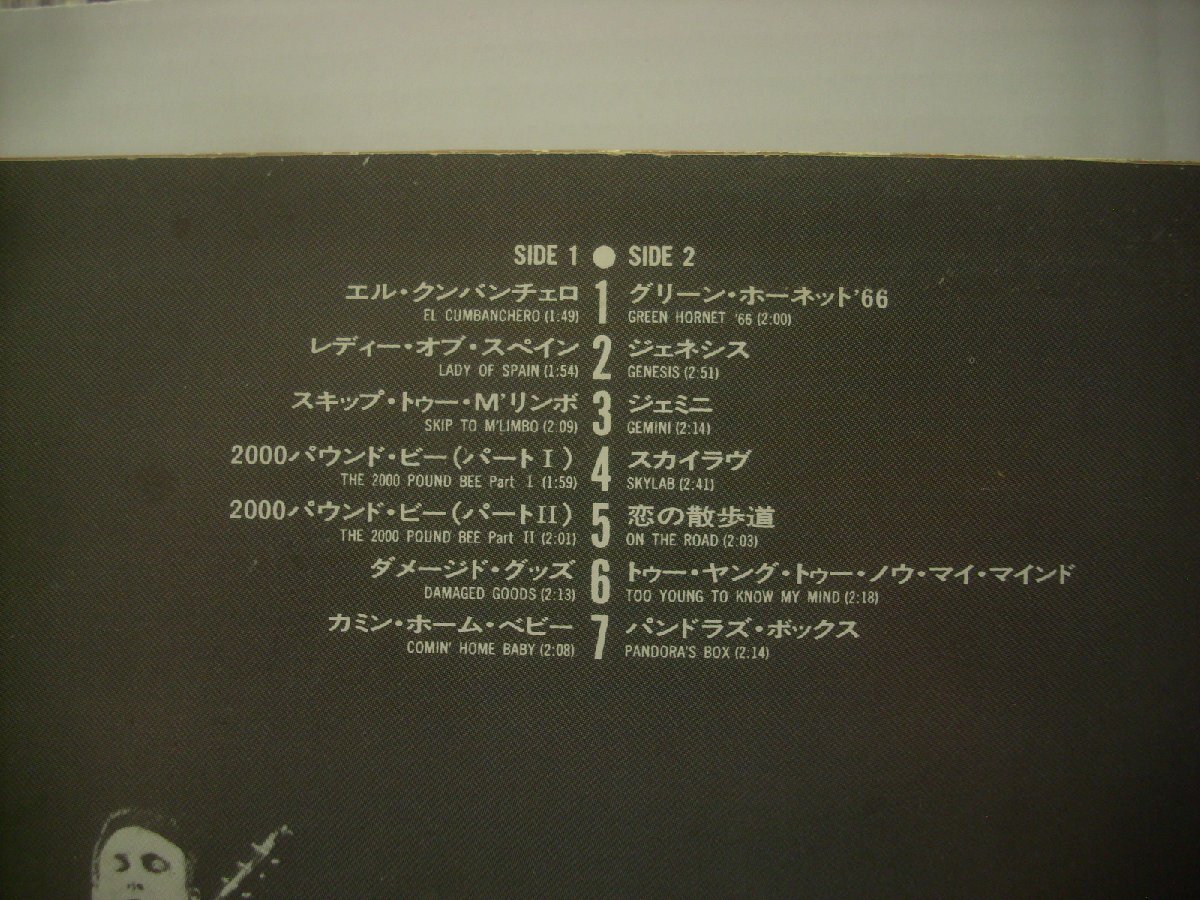 SIDE 1 ● SIDE 2
エル・クンバンチェロ 1 グリーン・ホーネット'66
EL CUMBANCHERO (1:49) GREEN HORNET '66 (2:00)
レディー・オブ・スペイン 2 ジェネシス
LADY OF SPAIN (1:54) GENESIS (2:51)
スキップ・トゥー・M'リンボ 3 ジェミニ
SKIP TO M'LIMBO (2:09) GEMINI (2:14)
2000パウンド・ビー(パートI) 4 スカイラヴ
THE 2000 POUND BEE Part I (1:59) SKYLAB (2:41)
2000パウンド・ビー(パートII) 5 恋の散歩道
THE 2000 POUND BEE Part II (2:01) ON THE ROAD (2:03)
ダメージド・グッズ 6 トゥー・ヤング・トゥー・ノウ・マイ・マインド
DAMAGED GOODS (2:13) TOO YOUNG TO KNOW MY MIND (2:18)
カミン・ホーム・ベビー 7 パンドラズ・ボックス
COMIN' HOME BABY (2:08) PANDORA'S BOX (2:14)